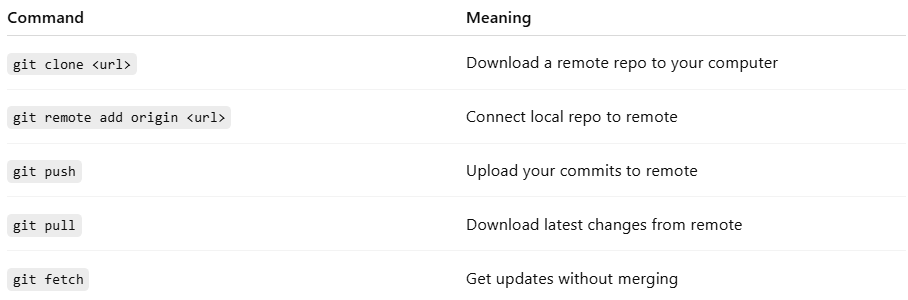 Command Meaning
git clone <url> Download a remote repo to your computer
git remote add origin <url> Connect local repo to remote
git push Upload your commits to remote
git pull Download latest changes from remote
git fetch Get updates without merging